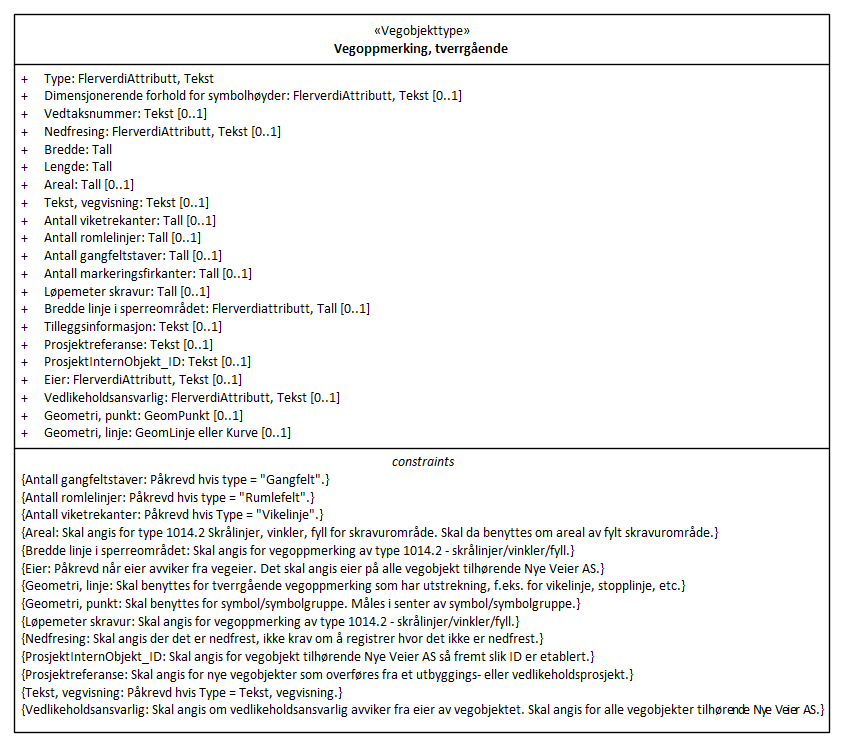 «Vegobjekttype»
Vegoppmerking, tverrgående
+ Type: FlerverdiAttributt, Tekst
+ Dimensjonerende forhold for symbolhøyder: FlerverdiAttributt, Tekst [0..1]
+ Vedtaksnummer: Tekst [0..1]
+ Nedfresing: FlerverdiAttributt, Tekst [0..1]
+ Bredde: Tall
+ Lengde: Tall
+ Areal: Tall [0..1]
+ Tekst, vegvisning: Tekst [0..1]
+ Antall viketrekanter: Tall [0..1]
+ Antall romlelinjer: Tall [0..1]
+ Antall gangfeltstaver: Tall [0..1]
+ Antall markeringsfirkanter: Tall [0..1]
+ Løpemeter skravur: Tall [0..1]
+ Bredde linje i sperreområdet: Flerverdiattributt, Tall [0..1]
+ Tilleggsinformasjon: Tekst [0..1]
+ Prosjektreferanse: Tekst [0..1]
+ ProsjektInternObjekt_ID: Tekst [0..1]
+ Eier: FlerverdiAttributt, Tekst [0..1]
+ Vedlikeholdsansvarlig: FlerverdiAttributt, Tekst [0..1]
+ Geometri, punkt: GeomPunkt [0..1]
+ Geometri, linje: GeomLinje eller Kurve [0..1]
constraints
{Antall gangfeltstaver: Påkrevd hvis type = "Gangfelt".}
{Antall romlelinjer: Påkrevd hvis type = "Rumlefelt".}
{Antall viketrekanter: Påkrevd hvis Type = "Vikelinje".}
{Areal: Skal angis for type 1014.2 Skrålinjer, vinkler, fyll for skravurområde. Skal da benyttes om areal av fylt skravurområde.}
{Bredde linje i sperreområdet: Skal angis for vegoppmerking av type 1014.2 - skrålinjer/vinkler/fyll.}
{Eier: Påkrevd når eier avviker fra vegeier. Det skal angis eier på alle vegobjekt tilhørende Nye Veier AS.}
{Geometri, linje: Skal benyttes for tverrgående vegoppmerking som har utstrekning, f.eks. for vikelinje, stopplinje, etc.}
{Geometri, punkt: Skal benyttes for symbol/symbolgruppe. Måles i senter av symbol/symbolgruppe.}
{Løpemeter skravur: Skal angis for vegoppmerking av type 1014.2 - skrålinjer/vinkler/fyll.}
{Nedfresing: Skal angis der det er nedfrest, ikke krav om å registrer hvor det ikke er nedfrest.}
{ProsjektInternObjekt_ID: Skal angis for vegobjekt tilhørende Nye Veier AS så fremt slik ID er etablert.}
{Prosjektreferanse: Skal angis for nye vegobjekter som overføres fra et utbyggings- eller vedlikeholdsprosjekt.}
{Tekst, vegvisning: Påkrevd hvis Type = Tekst, vegvisning.}
{Vedlikeholdsansvarlig: Skal angis om vedlikeholdsansvarlig avviker fra eier av vegobjektet. Skal angis for alle vegobjekter tilhørende Nye Veier AS.}